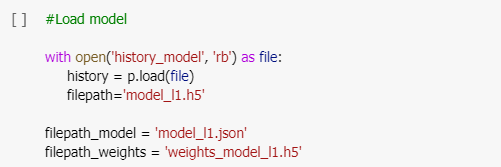 [ ] #Load model
with open('history_model', 'rb') as file:
history = p.load(file)
filepath='model_l1.h5'
filepath_model = 'model_l1.json'
filepath_weights = 'weights_model_l1.h5'